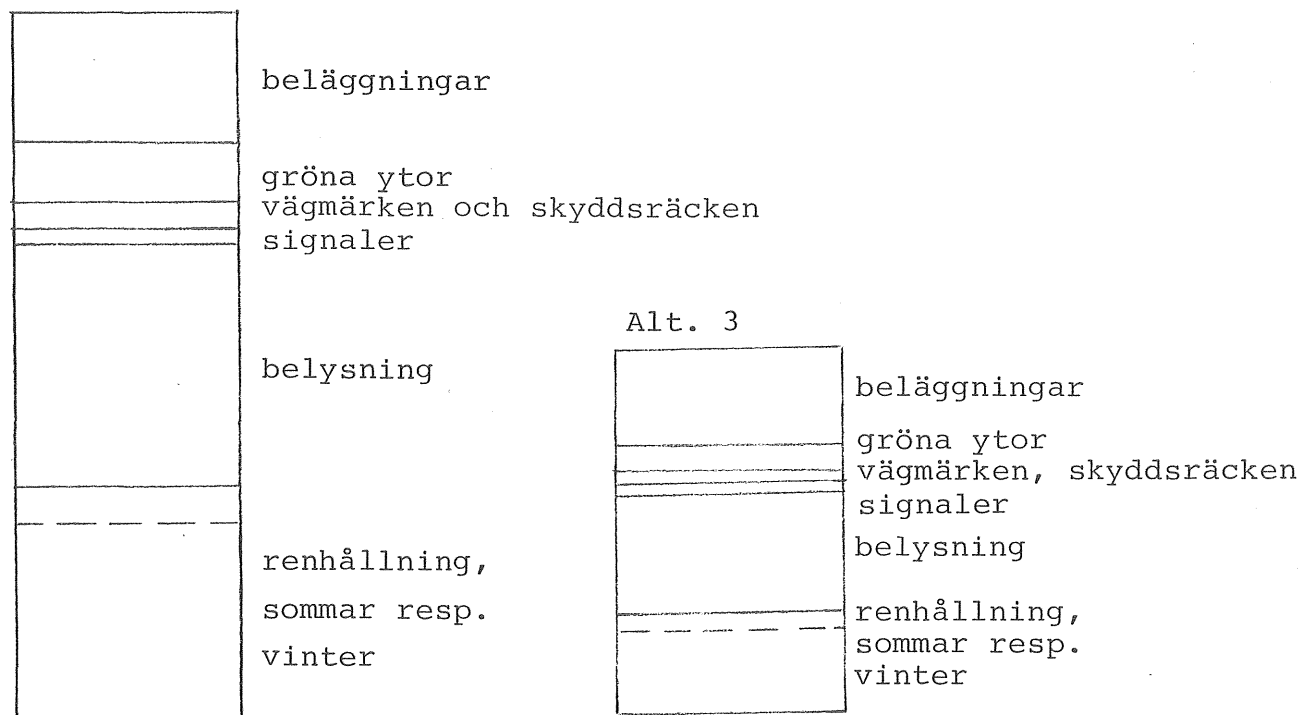 beläggningar
gröna ytor
vägmärken och skyddsräcken
signaler
belysning
renhållning,
sommar resp.
vinter
Alt. 3
beläggningar
gröna ytor
vägmärken, skyddsräcken
signaler
belysning
renhållning,
sommar resp.
vinter